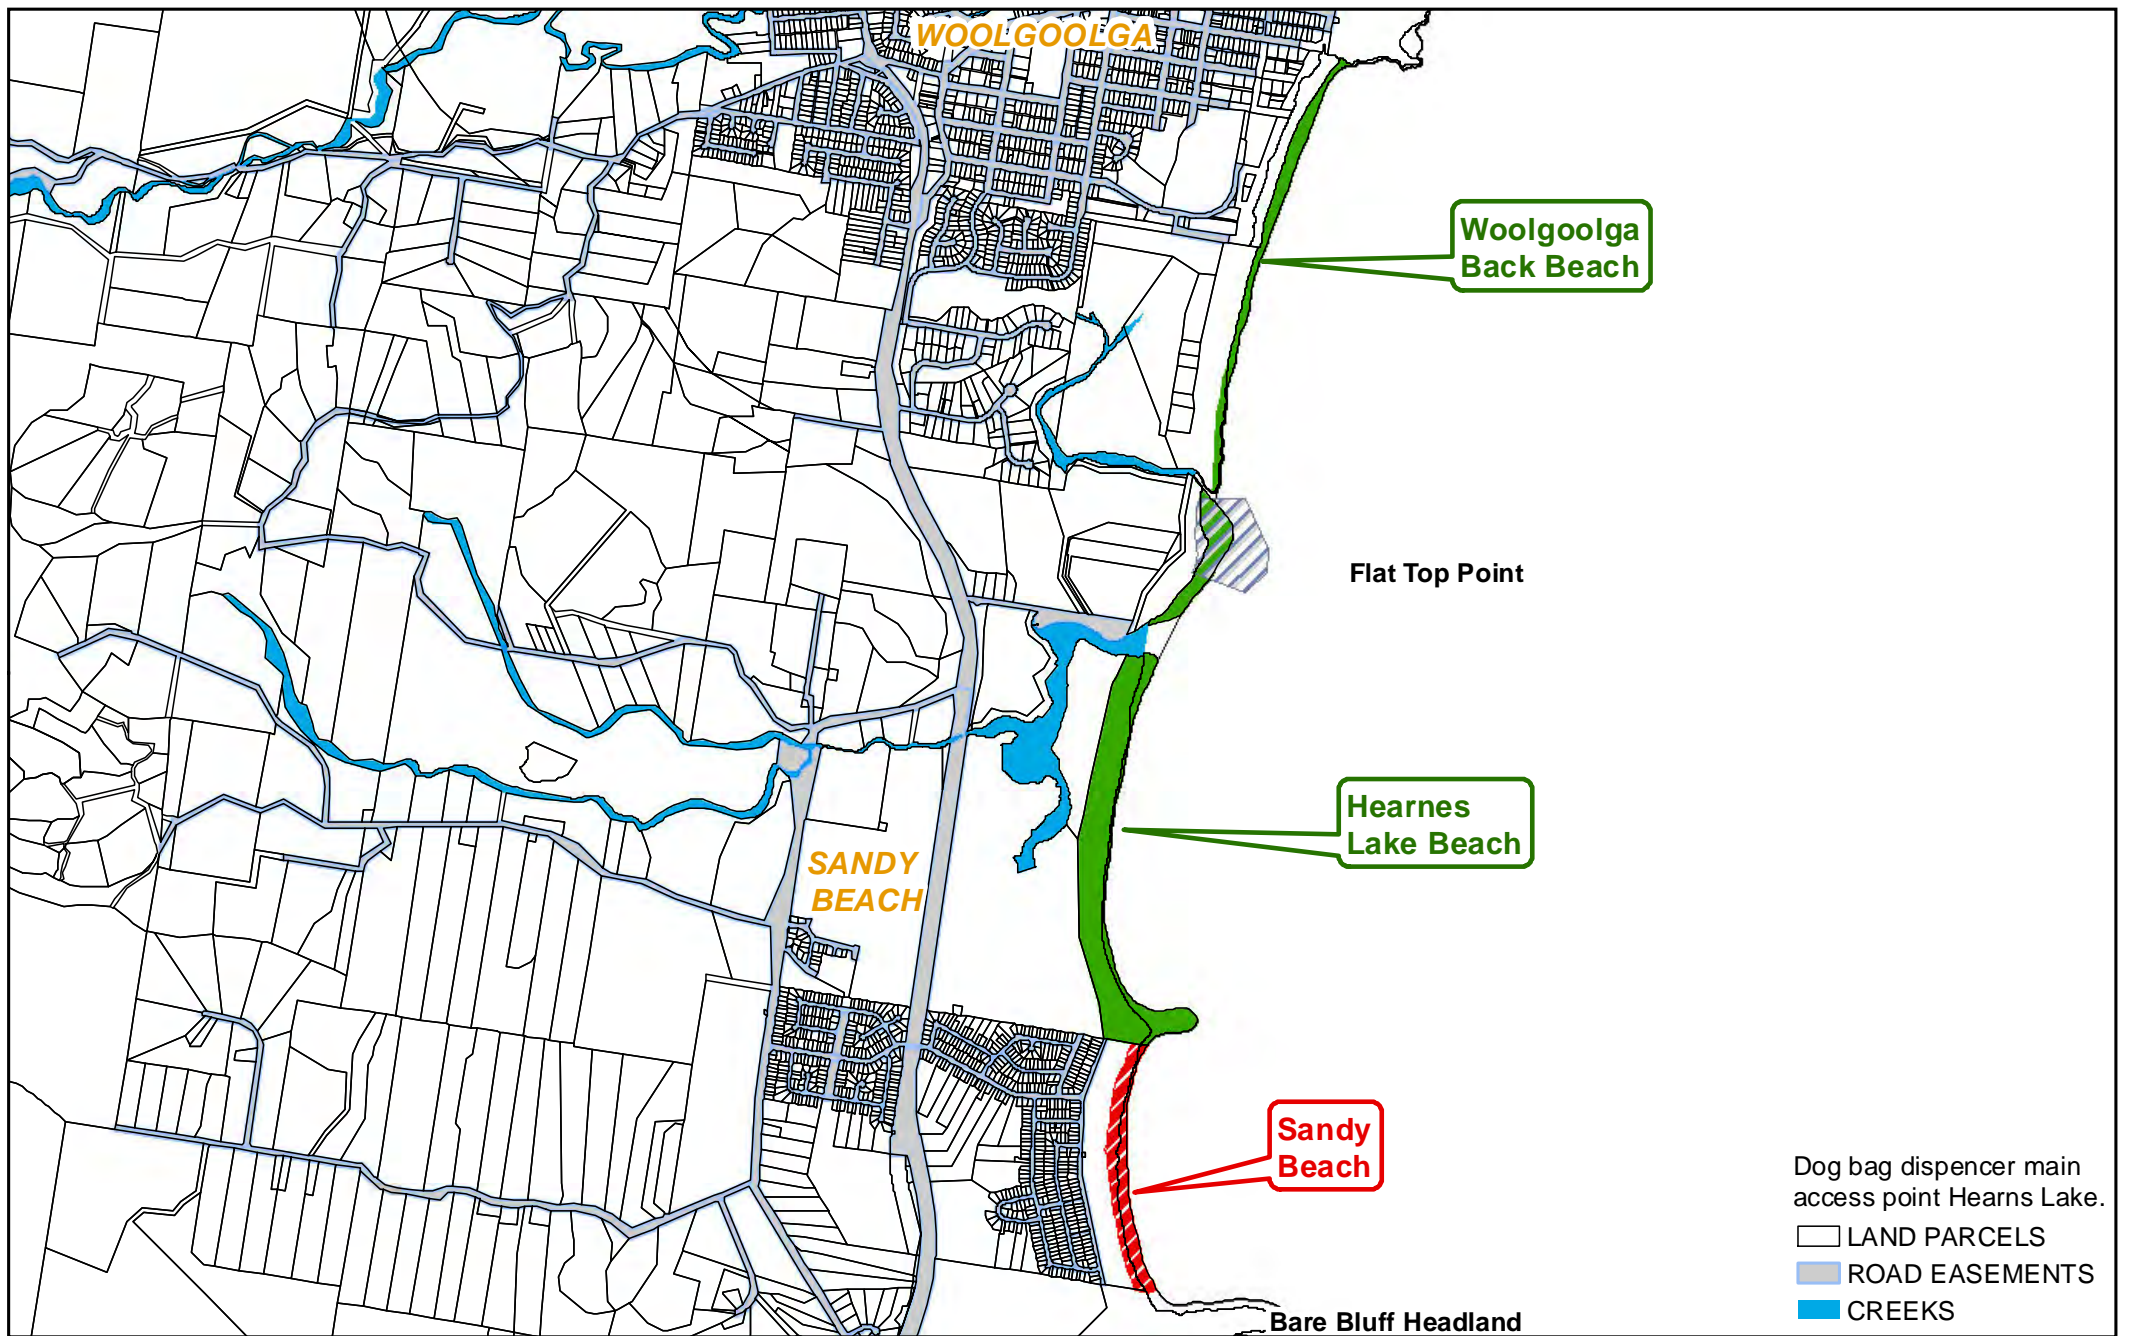 WOOLGOOLGA
Woolgoolga
Back Beach
Flat Top Point
Hearnes
Lake Beach
SANDY
BEACH
Sandy
Beach
Bare Bluff Headland
Dog bag dispencer main
access point Hearns Lake.
LAND PARCELS
ROAD EASEMENTS
CREEKS